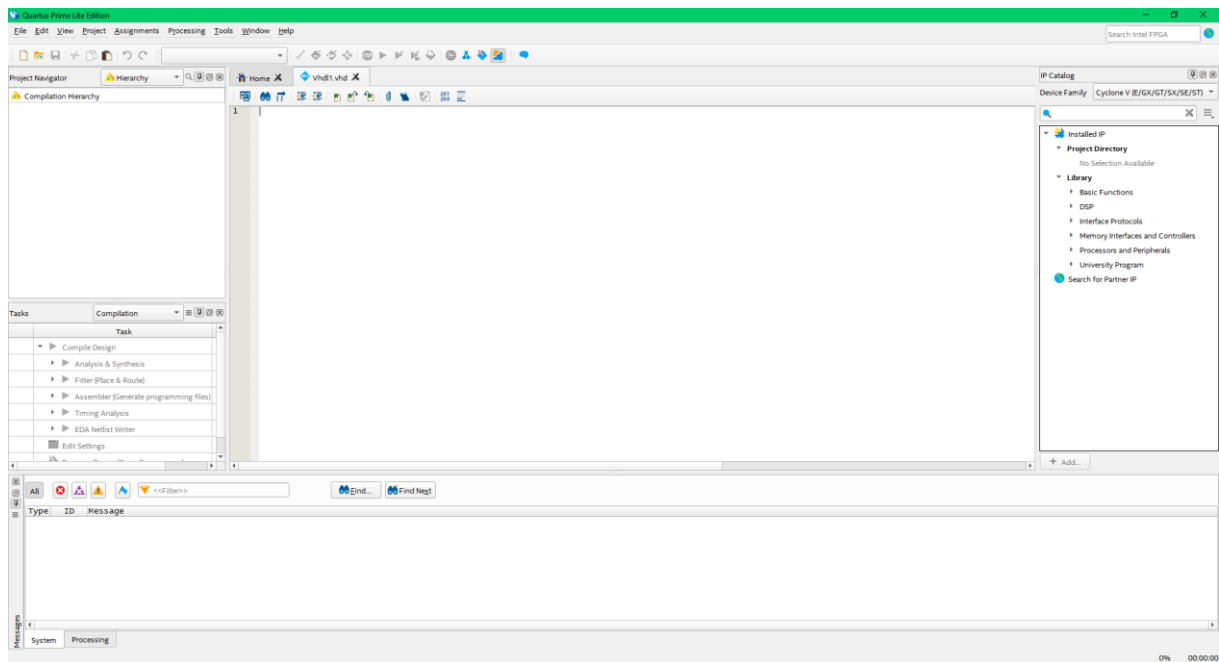 Quartus Prime Lite Edition
File Edit View Project Assignments Processing Tools Window Help
Search Intel FPGA
Project Navigator
Hierarchy
Compilation Hierarchy
Home
Vhdl1.vhd
267
268
1
IP Catalog
Device Family
Cyclone V (E/GX/GT/SX/SE/ST)
Installed IP
Project Directory
No Selection Available
Library
Basic Functions
DSP
Interface Protocols
Memory Interfaces and Controllers
Processors and Peripherals
University Program
Search for Partner IP
+ Add...
Tasks
Compilation
Task
Compile Design
Analysis & Synthesis
Fitter (Place & Route)
Assembler (Generate programming files)
Timing Analysis
EDA Netlist Writer
Edit Settings
All
<<Filter>>
Find...
Find Next
Type ID Message
Messages
System
Processing
0% 00:00:00